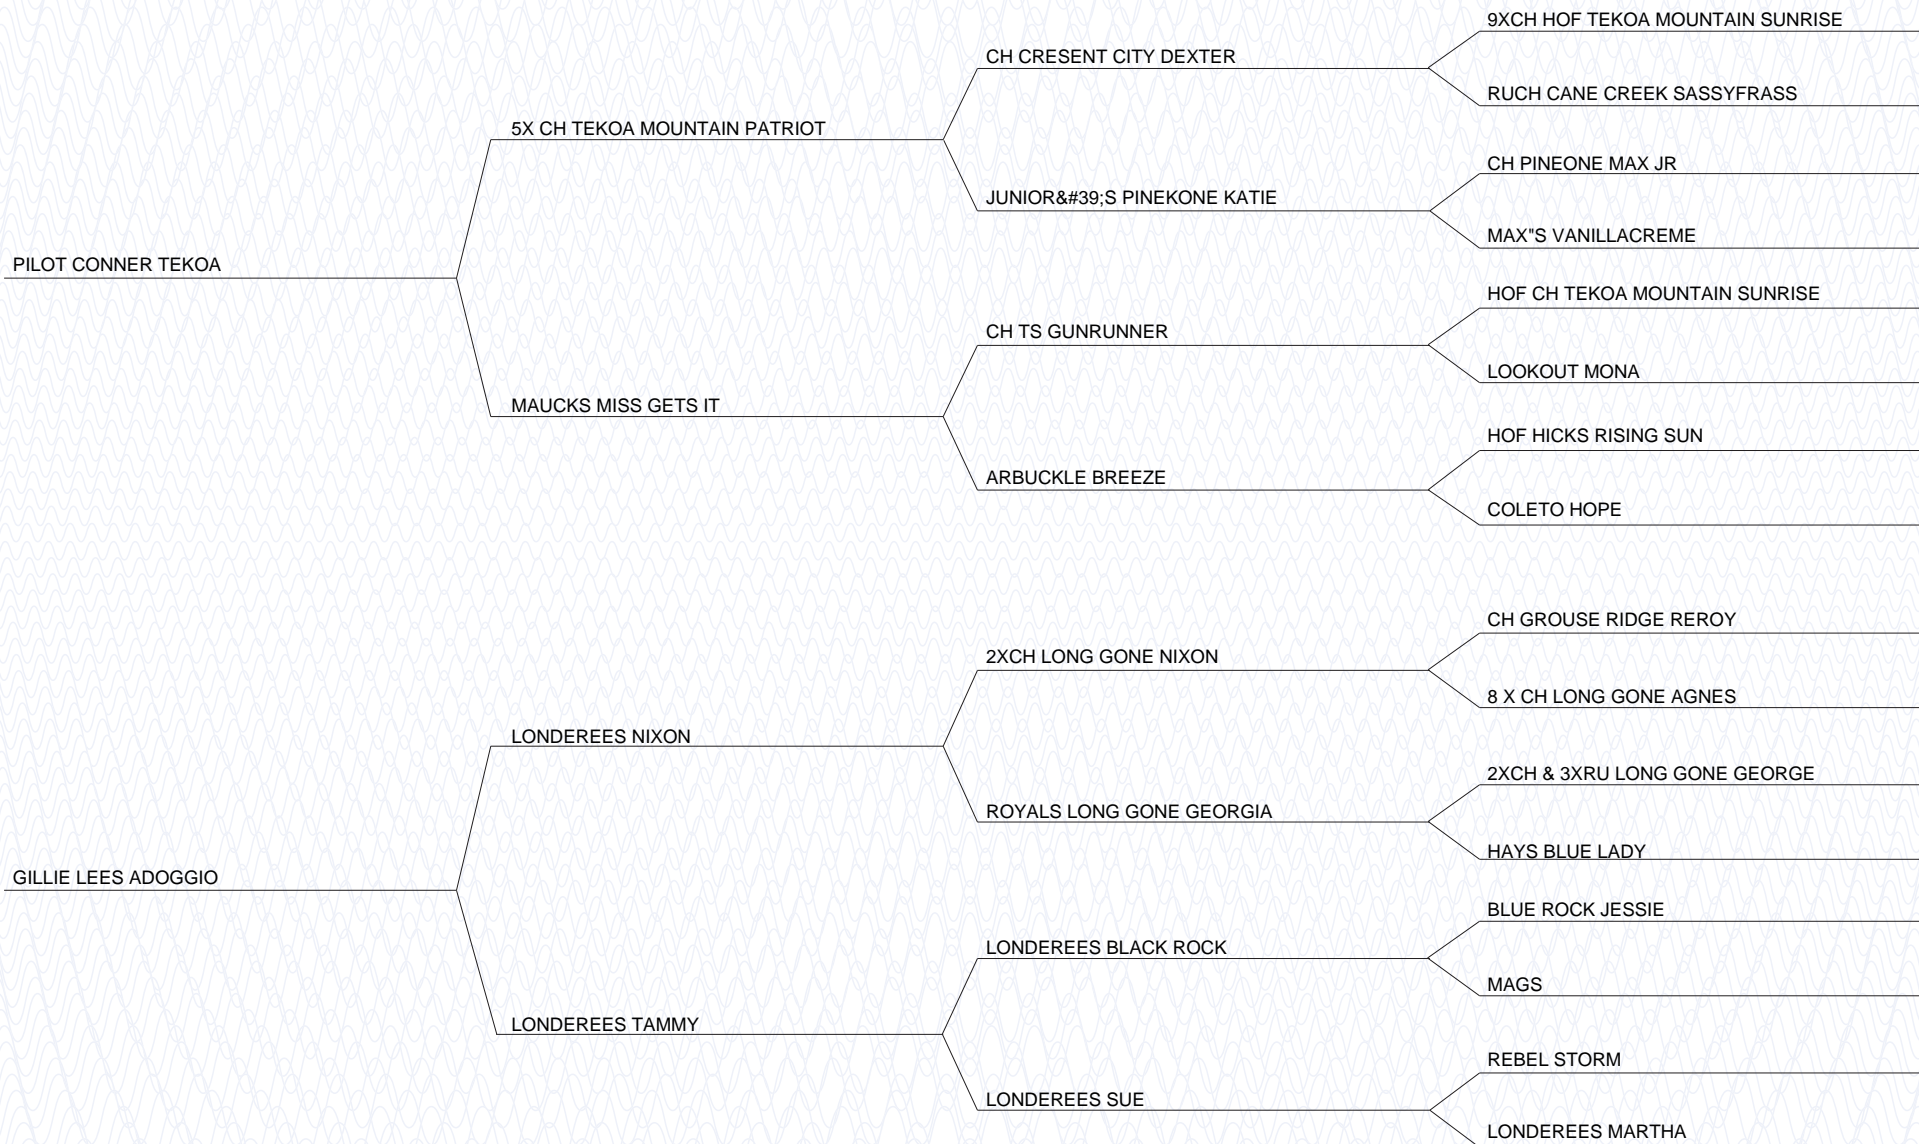 9XCH HOF TEKOA MOUNTAIN SUNRISE
CH CRESENT CITY DEXTER
RUCH CANE CREEK SASSYFRASS
5X CH TEKOA MOUNTAIN PATRIOT
CH PINEONE MAX JR
JUNIOR&#39;S PINEKONE KATIE
MAX"S VANILLACREME
PILOT CONNER TEKOA
HOF CH TEKOA MOUNTAIN SUNRISE
CH TS GUNRUNNER
LOOKOUT MONA
MAUCKS MISS GETS IT
HOF HICKS RISING SUN
ARBUCKLE BREEZE
COLETO HOPE
CH GROUSE RIDGE REROY
2XCH LONG GONE NIXON
8 X CH LONG GONE AGNES
LONDEREES NIXON
2XCH & 3XRU LONG GONE GEORGE
ROYALS LONG GONE GEORGIA
HAYS BLUE LADY
GILLIE LEES ADOGGIO
BLUE ROCK JESSIE
LONDEREES BLACK ROCK
MAGS
LONDEREES TAMMY
REBEL STORM
LONDEREES SUE
LONDEREES MARTHA